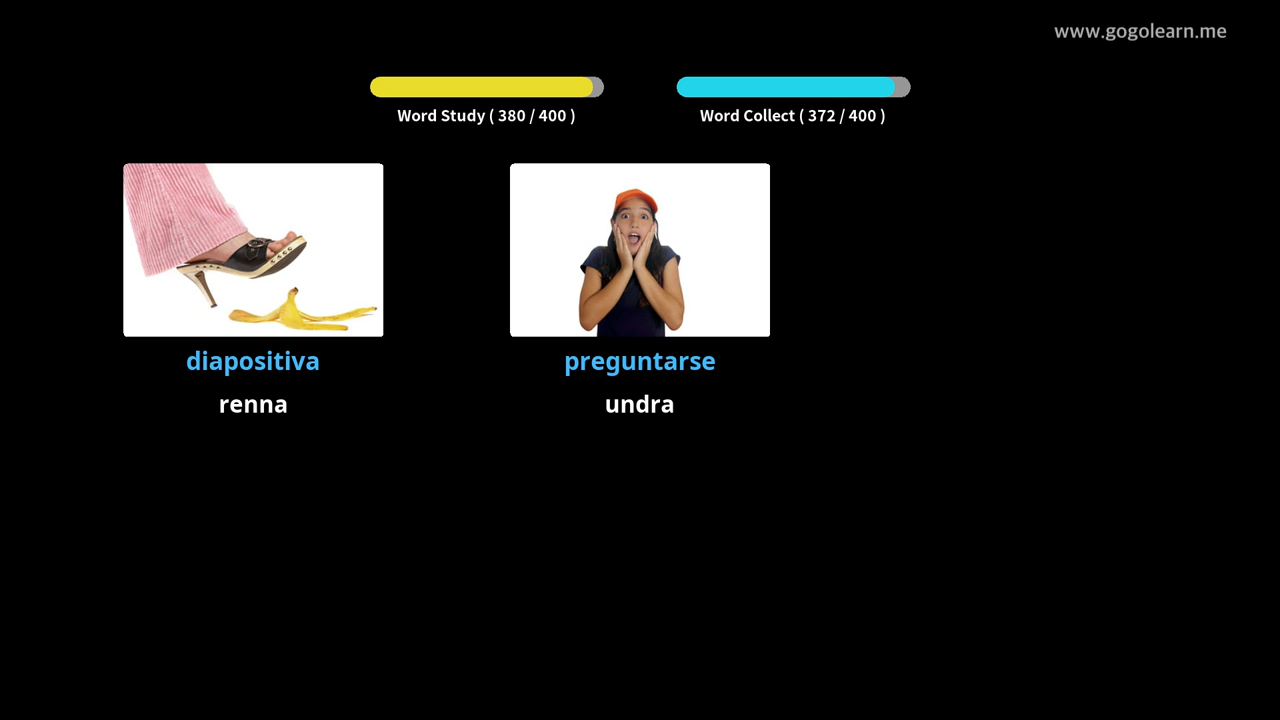 www.gogolearn.me
Word Study ( 380 / 400 )
Word Collect ( 372 / 400 )
diapositiva
renna
preguntarse
undra